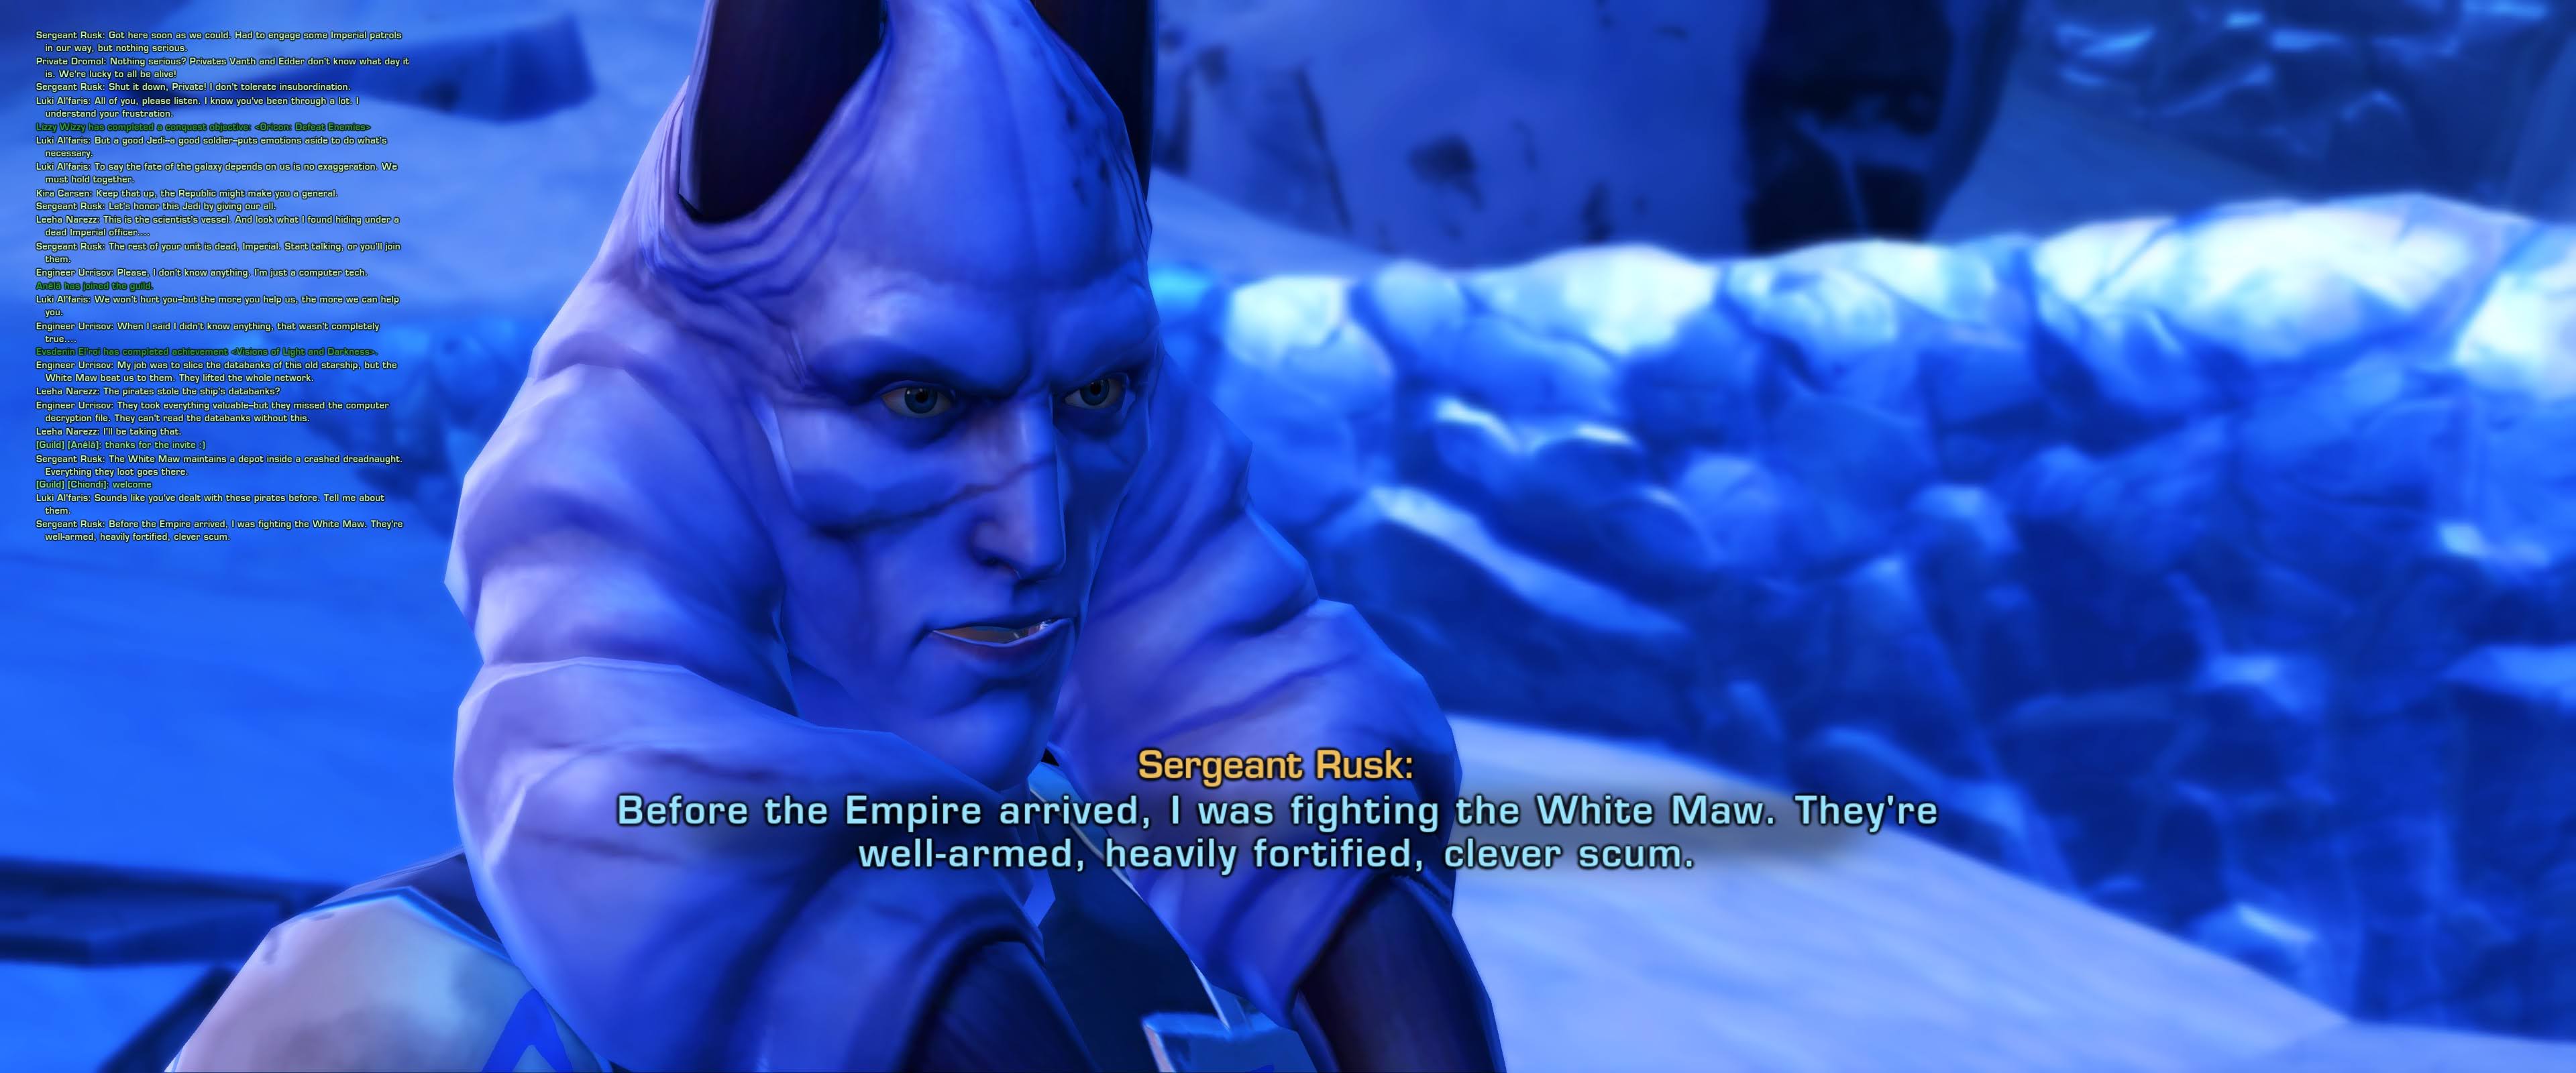 Sergeant Rusk: Got here soon as we could. Had to engage some Imperial patrols
in our way, but nothing serious.
Private Dromol: Nothing serious? Privates Vanth and Edder don't know what day it
is. We're lucky to all be alive!
Sergeant Rusk: Shut it down, Private! I don't tolerate insubordination.
Luki Al'faris: All of you, please listen. I know you've been through a lot. I
understand your frustration.
Lizzy Wizzy has completed a conquest objective: <Oricon: Defeat Enemies>
Luki Al'faris: But a good Jedi—a good soldier—puts emotions aside to do what's
necessary.
Luki Al'faris: To say the fate of the galaxy depends on us is no exaggeration. We
must hold together.
Kira Carsen: Keep that up, the Republic might make you a general.
Sergeant Rusk: Let's honor this Jedi by giving our all.
Leeha Narezz: This is the scientist's vessel. And look what I found hiding under a
dead Imperial officer....
Sergeant Rusk: The rest of your unit is dead, Imperial. Start talking, or you'll join
them.
Engineer Urrisov: Please, I don't know anything. I'm just a computer tech.
Anêlâ has joined the guild.
Luki Al'faris: We won't hurt you—but the more you help us, the more we can help
you.
Engineer Urrisov: When I said I didn't know anything, that wasn't completely
true....
has completed achievement <Visions of Light and Darkness>.
Engineer Urrisov: My job was to slice the databanks of this old starship, but the
White Maw beat us to them. They lifted the whole network.
Leeha Narezz: The pirates stole the ship's databanks?
Engineer Urrisov: They took everything valuable—but they missed the computer
decryption file. They can't read the databanks without this.
Leeha Narezz: I'll be taking that.
[Guild] [Anêlâ]: thanks for the invite :)
Sergeant Rusk: The White Maw maintains a depot inside a crashed dreadnaught.
Everything they loot goes there.
[Guild] [Chiondi]: welcome
Luki Al'faris: Sounds like you've dealt with these pirates before. Tell me about
them.
Sergeant Rusk: Before the Empire arrived, I was fighting the White Maw. They're
well-armed, heavily fortified, clever scum.
Sergeant Rusk:
Before the Empire arrived, I was fighting the White Maw. They're
well-armed, heavily fortified, clever scum.